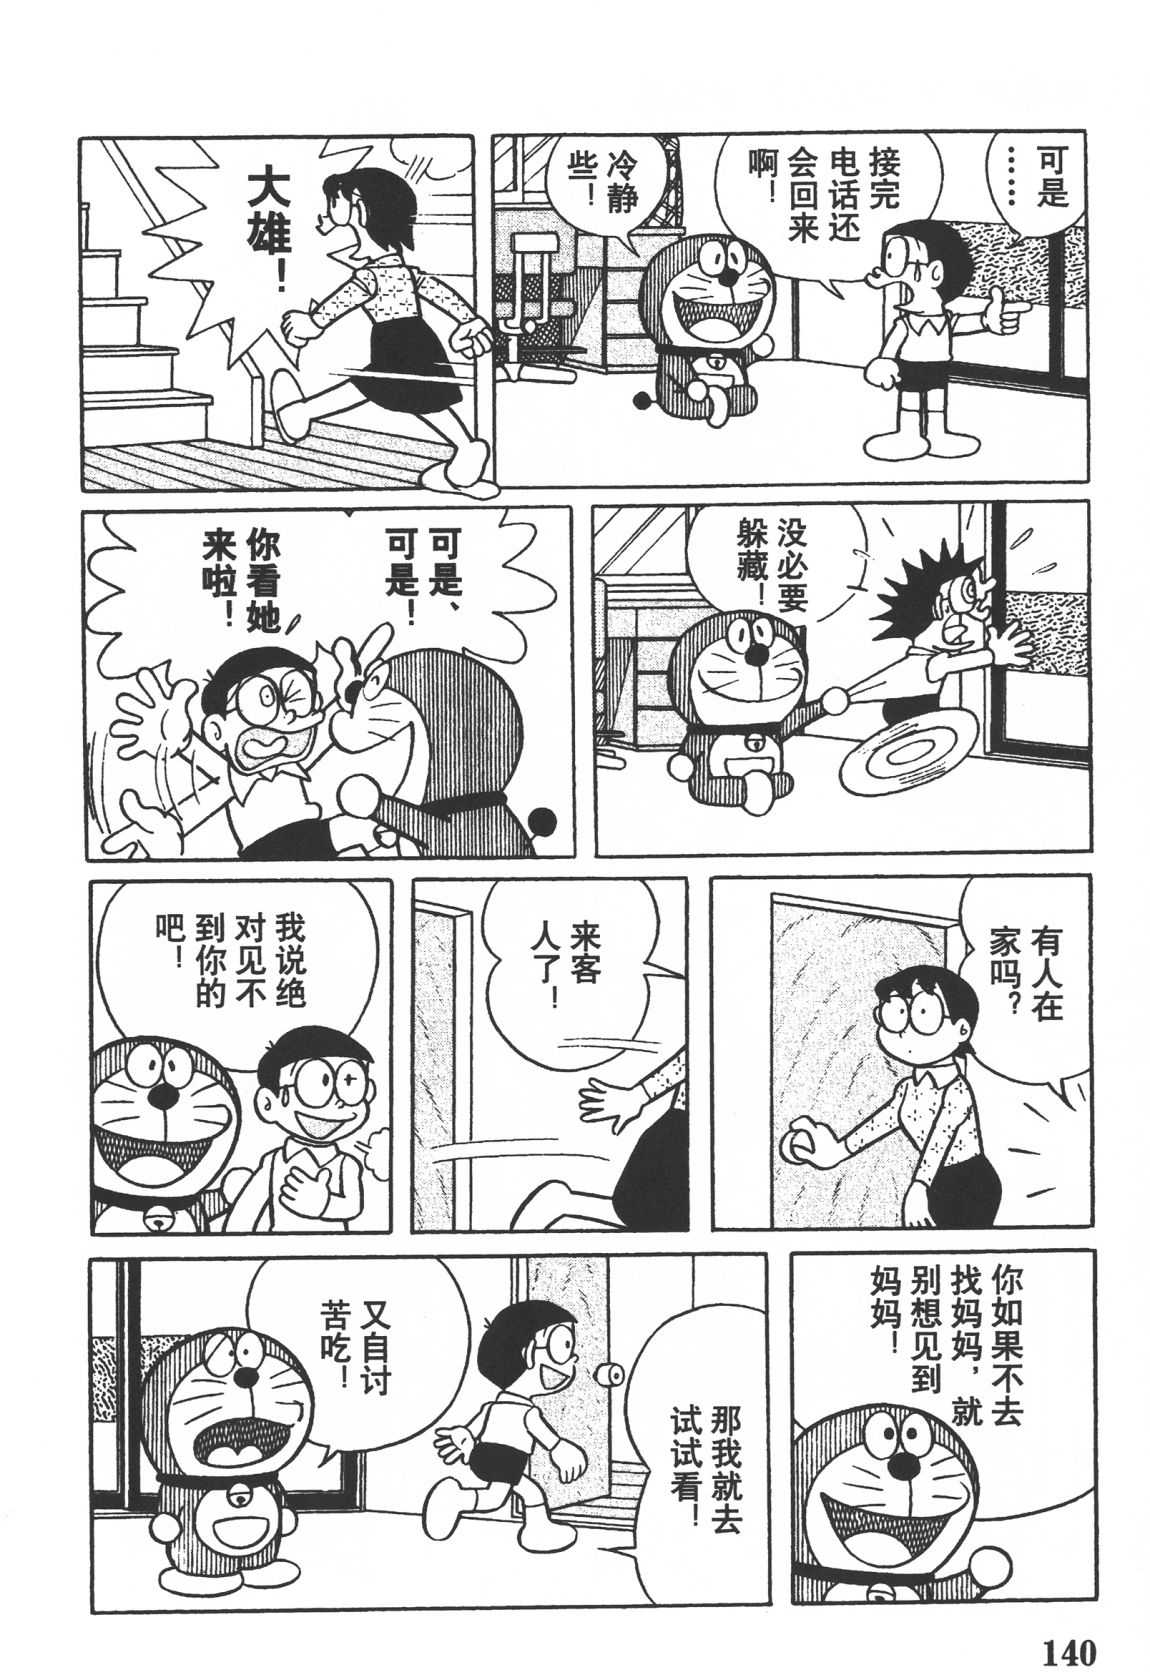 可是
……
接完
电话还
会回来
啊！
冷静
些！
大雄！
没必要
躲藏！
可是、
可是！
你看她
来啦！
有人在
家吗？
来客
人了！
我说绝
对见不
到你的
吧！
你如果不去
找妈妈，就
别想见到
妈妈！
那我就去
试试看！
又自讨
苦吃！
140